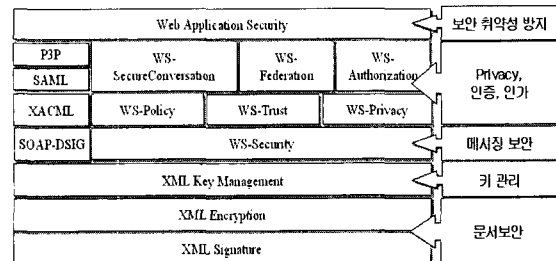 Web Application Security
보안 취약성 방지
P3P
SAML
WS-
SecureConversation
WS-
Federation
WS-
Authorization
Privacy,
인증, 인가
XACML
WS-Policy
WS-Trust
WS-Privacy
SOAP-DSIG
WS-Security
메시징 보안
XML Key Management
키 관리
XML Encryption
XML Signature
문서보안